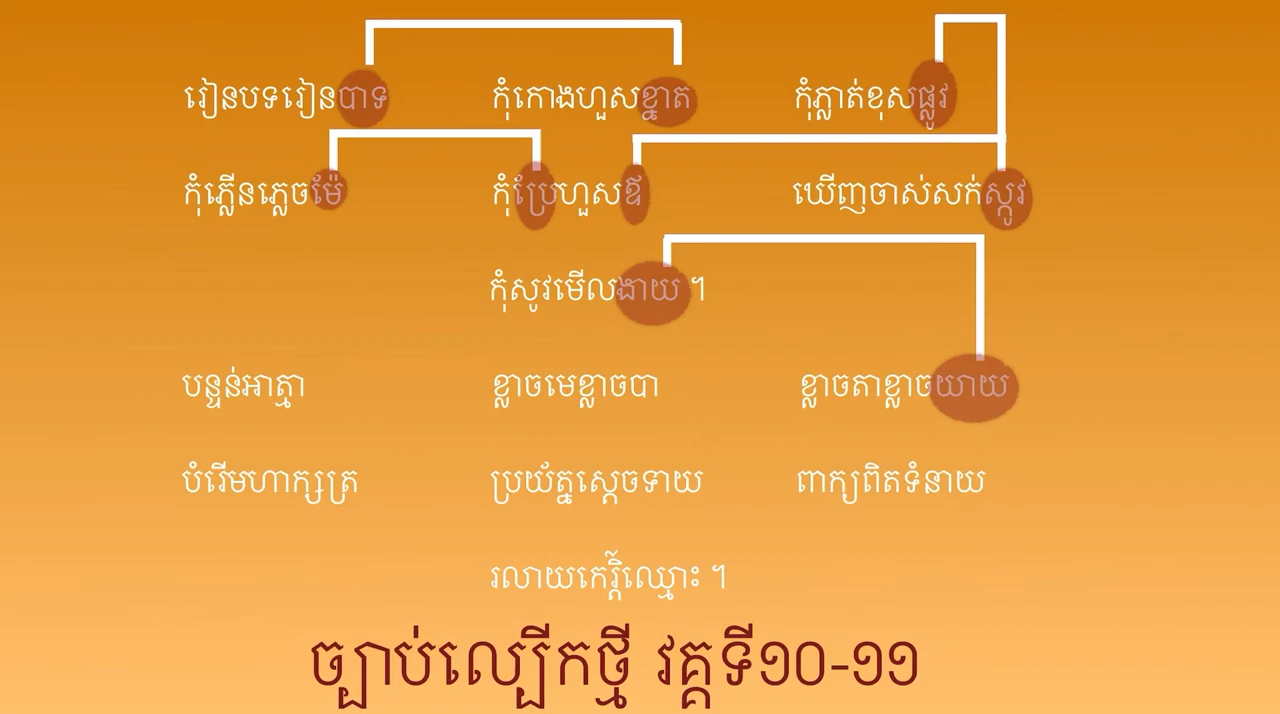 រៀនបទរៀនបាទ កុំកោងហួសខ្នាត កុំភ្លាត់ខុសផ្លូវ
កុំភ្លើនភ្លេចម៉ែ កុំប្រែហួសឪ ឃើញចាស់សក់ស្កូវ
កុំសូវមើលងាយ ។
បន្ទន់អាត្មា ខ្លាចមេខ្លាចបា ខ្លាចតាខ្លាចយាយ
បំរើមហាក្សត្រ ប្រយ័ត្នស្តេចទាយ ពាក្យពិតទំនាយ
រលាយកេរ្តិ៍ឈ្មោះ ។
ច្បាប់ល្បើកថ្មី វគ្គទី១០-១១